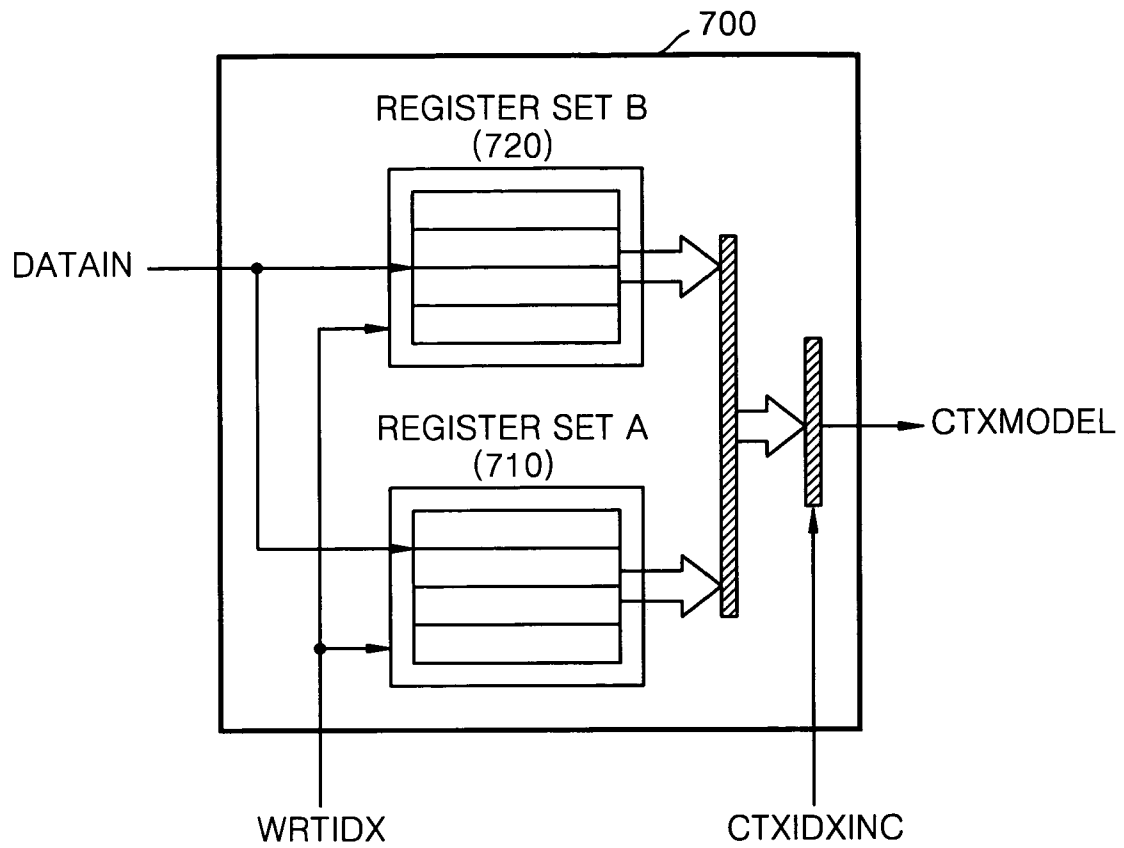 700
REGISTER SET B
(720)
DATAIN
REGISTER SET A
(710)
CTXMODEL
WRTIDX
CTXIDXINC